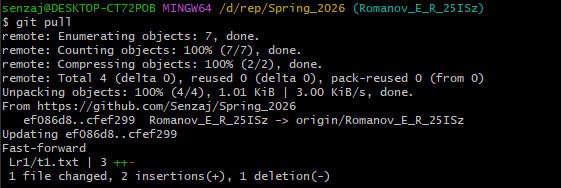 senzaj@DESKTOP-CT72POB MINGW64 /d/rep/Spring_2026 (Romanov_E_R_25ISz)
$ git pull
remote: Enumerating objects: 7, done.
remote: Counting objects: 100% (7/7), done.
remote: Compressing objects: 100% (2/2), done.
remote: Total 4 (delta 0), reused 0 (delta 0), pack-reused 0 (from 0)
Unpacking objects: 100% (4/4), 1.01 KiB | 3.00 KiB/s, done.
From https://github.com/Senzaj/Spring_2026
   ef086d8..cfef299  Romanov_E_R_25ISz -> origin/Romanov_E_R_25ISz
Updating ef086d8..cfef299
Fast-forward
 Lr1/t1.txt | 3 ++-
 1 file changed, 2 insertions(+), 1 deletion(-)